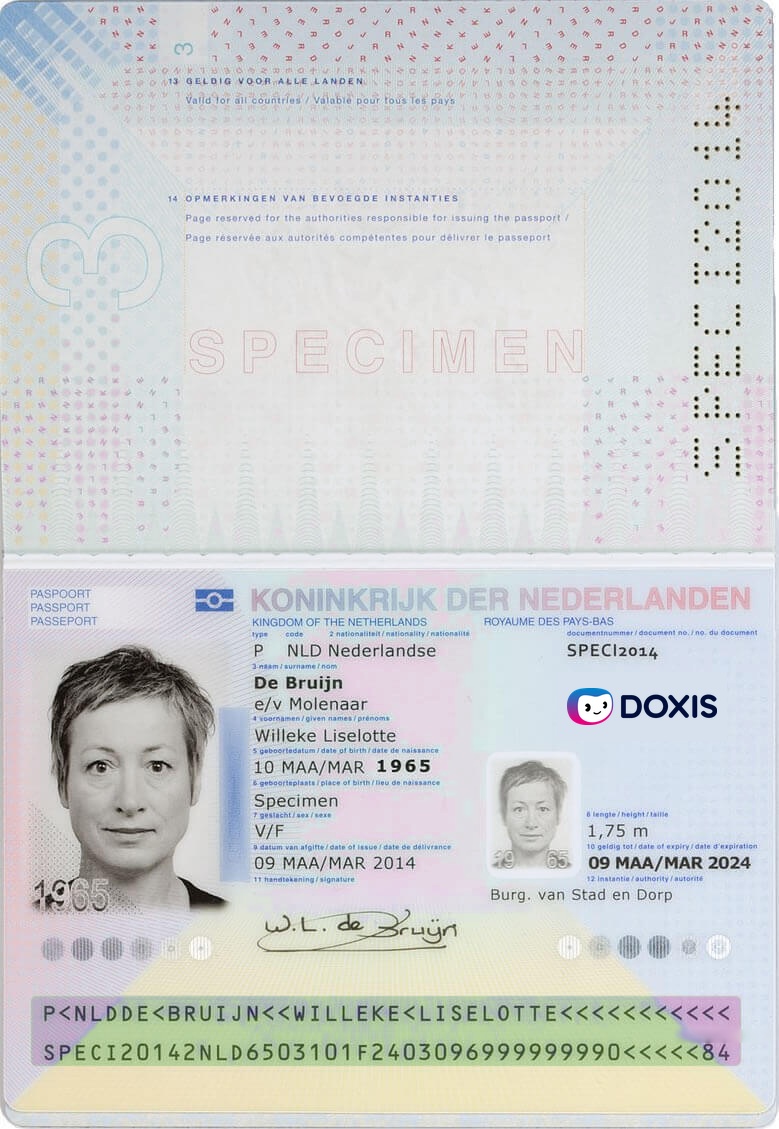 3
13 GELDIG VOOR ALLE LANDEN
Valid for all countries / Valable pour tous les pays
14 OPMERKINGEN VAN BEVOEGDE INSTANTIES
Page reserved for the authorities responsible for issuing the passport /
Page réservée aux autorités compétentes pour délivrer le passeport
3
SPECIMEN
SPECI2014
PASPOORT
PASSPORT
PASSEPORT
KONINKRIJK DER NEDERLANDEN
KINGDOM OF THE NETHERLANDS ROYAUME DES PAYS-BAS
type code 2 nationaliteit / nationality / nationalité documentnummer / document no. / no. du document
P NLD Nederlandse SPECI2014
3 naam / surname / nom
De Bruijn
e/v Molenaar
DOXIS
4 voornamen / given names / prénoms
Willeke Liselotte
5 geboortedatum / date of birth / date de naissance
10 MAA/MAR 1965
6 geboorteplaats / place of birth / lieu de naissance
Specimen
7 geslacht / sex / sexe 8 lengte / height / taille
V/F 1,75 m
9 datum van afgifte / date of issue / date de délivrance 10 geldig tot / date of expiry / date d'expiration
09 MAA/MAR 2014 09 MAA/MAR 2024
11 handtekening / signature 12 instantie / authority / autorité
Burg. van Stad en Dorp
1965
19 65
W.L. de Bruijn
P<NLDDE<BRUIJN<<WILLEKE<LISELOTTE<<<<<<<<<<<
SPECI20142NLD6503101F2403096999999990<<<<<84